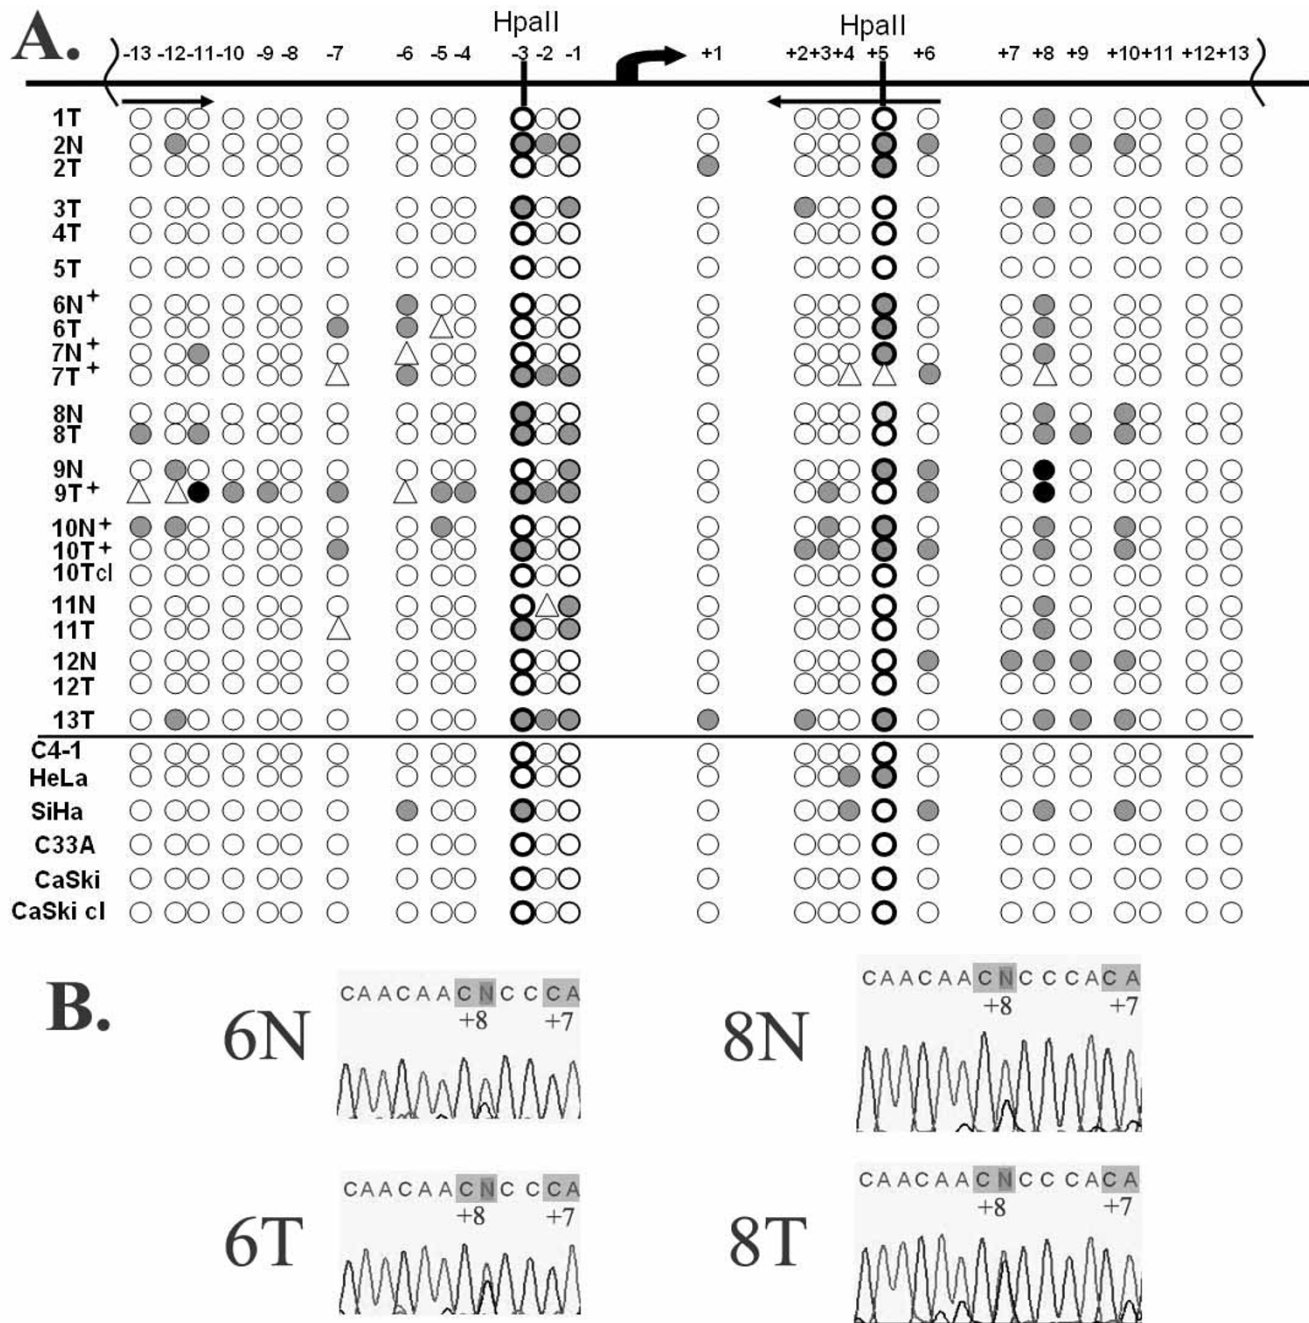 A.
HpaII HpaII
-13 -12 -11 -10 -9 -8 -7 -6 -5 -4 -3 -2 -1 +1 +2 +3 +4 +5 +6 +7 +8 +9 +10 +11 +12 +13
1T
2N
2T
3T
4T
5T
6N+
6T
7N+
7T+
8N
8T
9N
9T+
10N+
10T+
10Tcl
11N
11T
12N
12T
13T
C4-1
HeLa
SiHa
C33A
CaSki
CaSki cl
B.
6N
CAACAACNCCCA
+8 +7
8N
CAACAACNCCCACA
+8 +7
6T
CAACAACNCCCA
+8 +7
8T
CAACAACNCCCACA
+8 +7